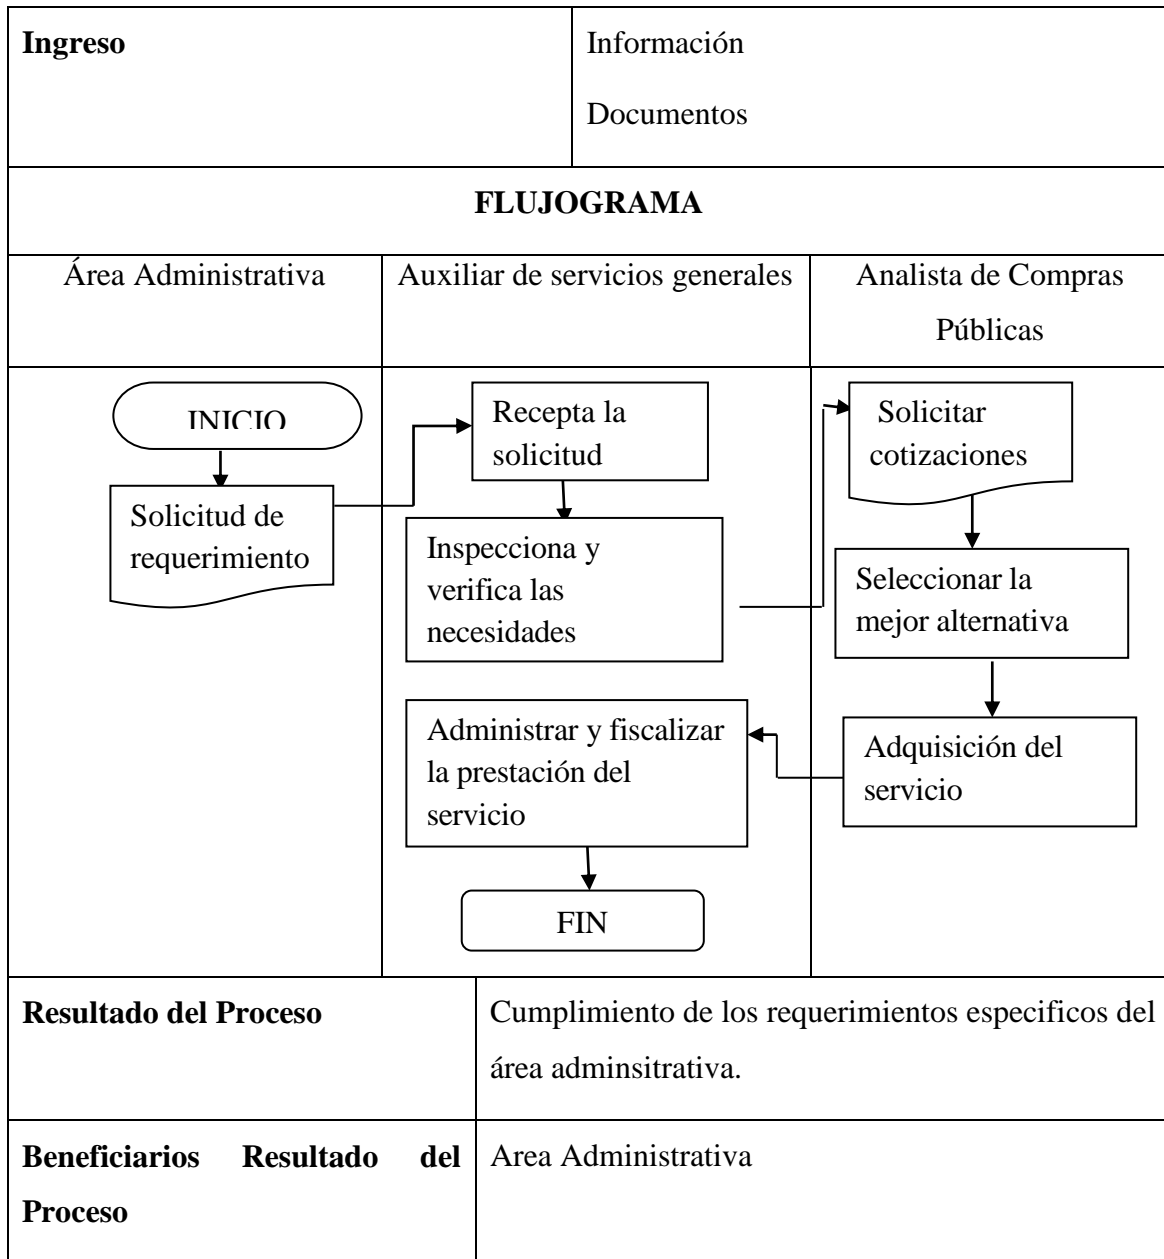 Ingreso
Información
Documentos
FLUJOGRAMA
Área Administrativa
Auxiliar de servicios generales
Analista de Compras
Públicas
INICIO
Solicitud de
requerimiento
Recepta la
solicitud
Inspecciona y
verifica las
necesidades
Solicitar
cotizaciones
Seleccionar la
mejor alternativa
Adquisición del
servicio
Administrar y fiscalizar
la prestación del
servicio
FIN
Resultado del Proceso
Cumplimiento de los requerimientos especificos del
área adminsitrativa.
Beneficiarios Resultado del
Proceso
Area Administrativa